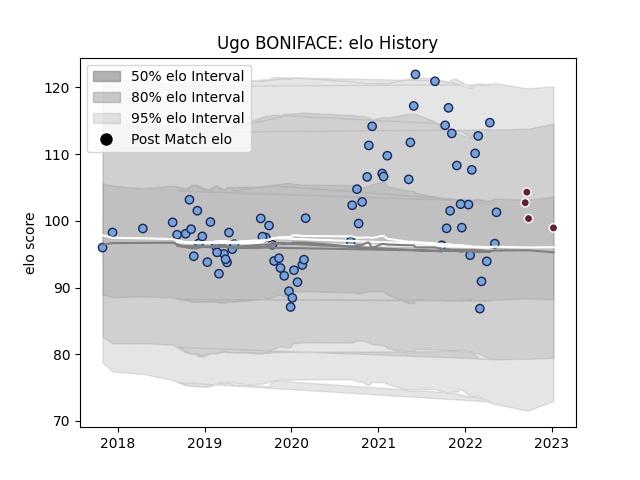 Ugo BONIFACE: elo History
50% elo Interval
80% elo Interval
95% elo Interval
Post Match elo
elo score
120
110
100
90
80
70
2018 2019 2020 2021 2022 2023